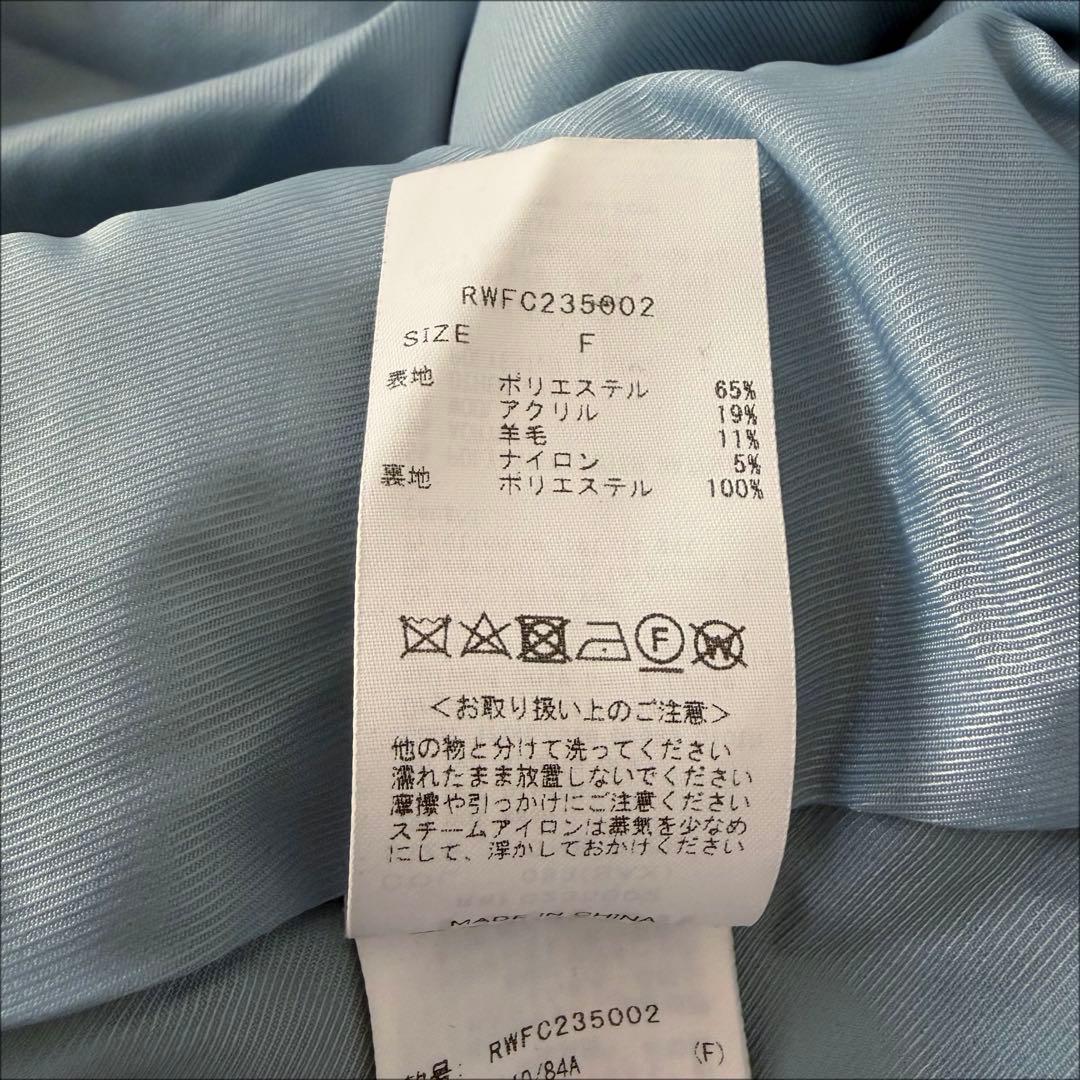 RWFC235002
SIZE F
表地 ポリエステル 65%
アクリル 19%
羊毛 11%
ナイロン 5%
裏地 ポリエステル 100%
F W
＜お取り扱い上のご注意＞
他の物と分けて洗ってください
濡れたまま放置しないでください
摩擦や引っかけにご注意ください
スチームアイロンは蒸気を少なめ
にして、浮かしておかけください
MADE IN CHINA
RWFC235002
/84A (F)